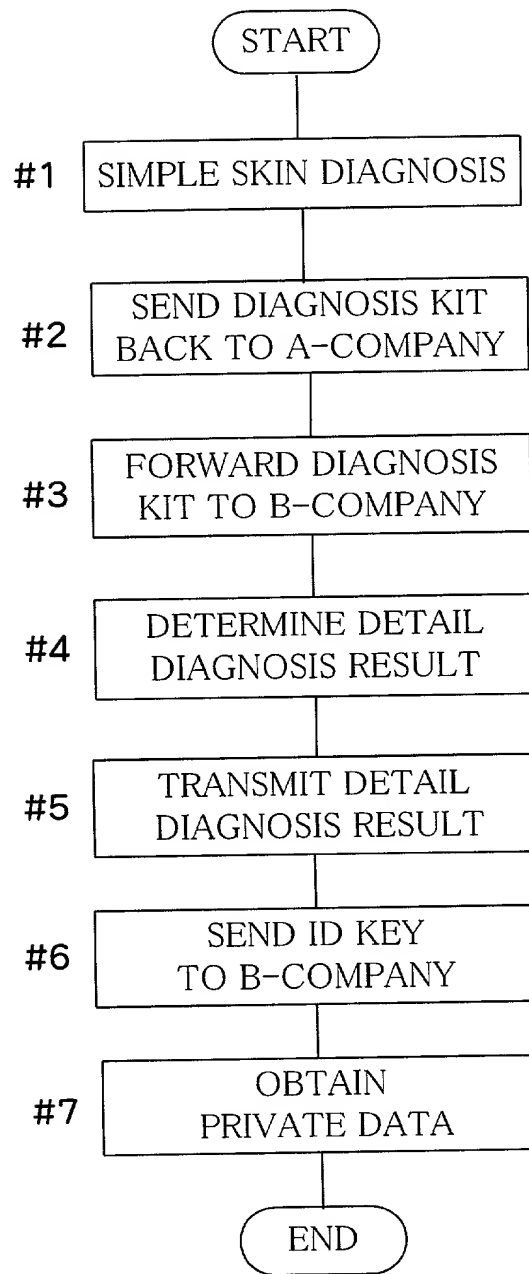 START
#1 SIMPLE SKIN DIAGNOSIS
#2 SEND DIAGNOSIS KIT
BACK TO A-COMPANY
#3 FORWARD DIAGNOSIS
KIT TO B-COMPANY
#4 DETERMINE DETAIL
DIAGNOSIS RESULT
#5 TRANSMIT DETAIL
DIAGNOSIS RESULT
#6 SEND ID KEY
TO B-COMPANY
#7 OBTAIN
PRIVATE DATA
END